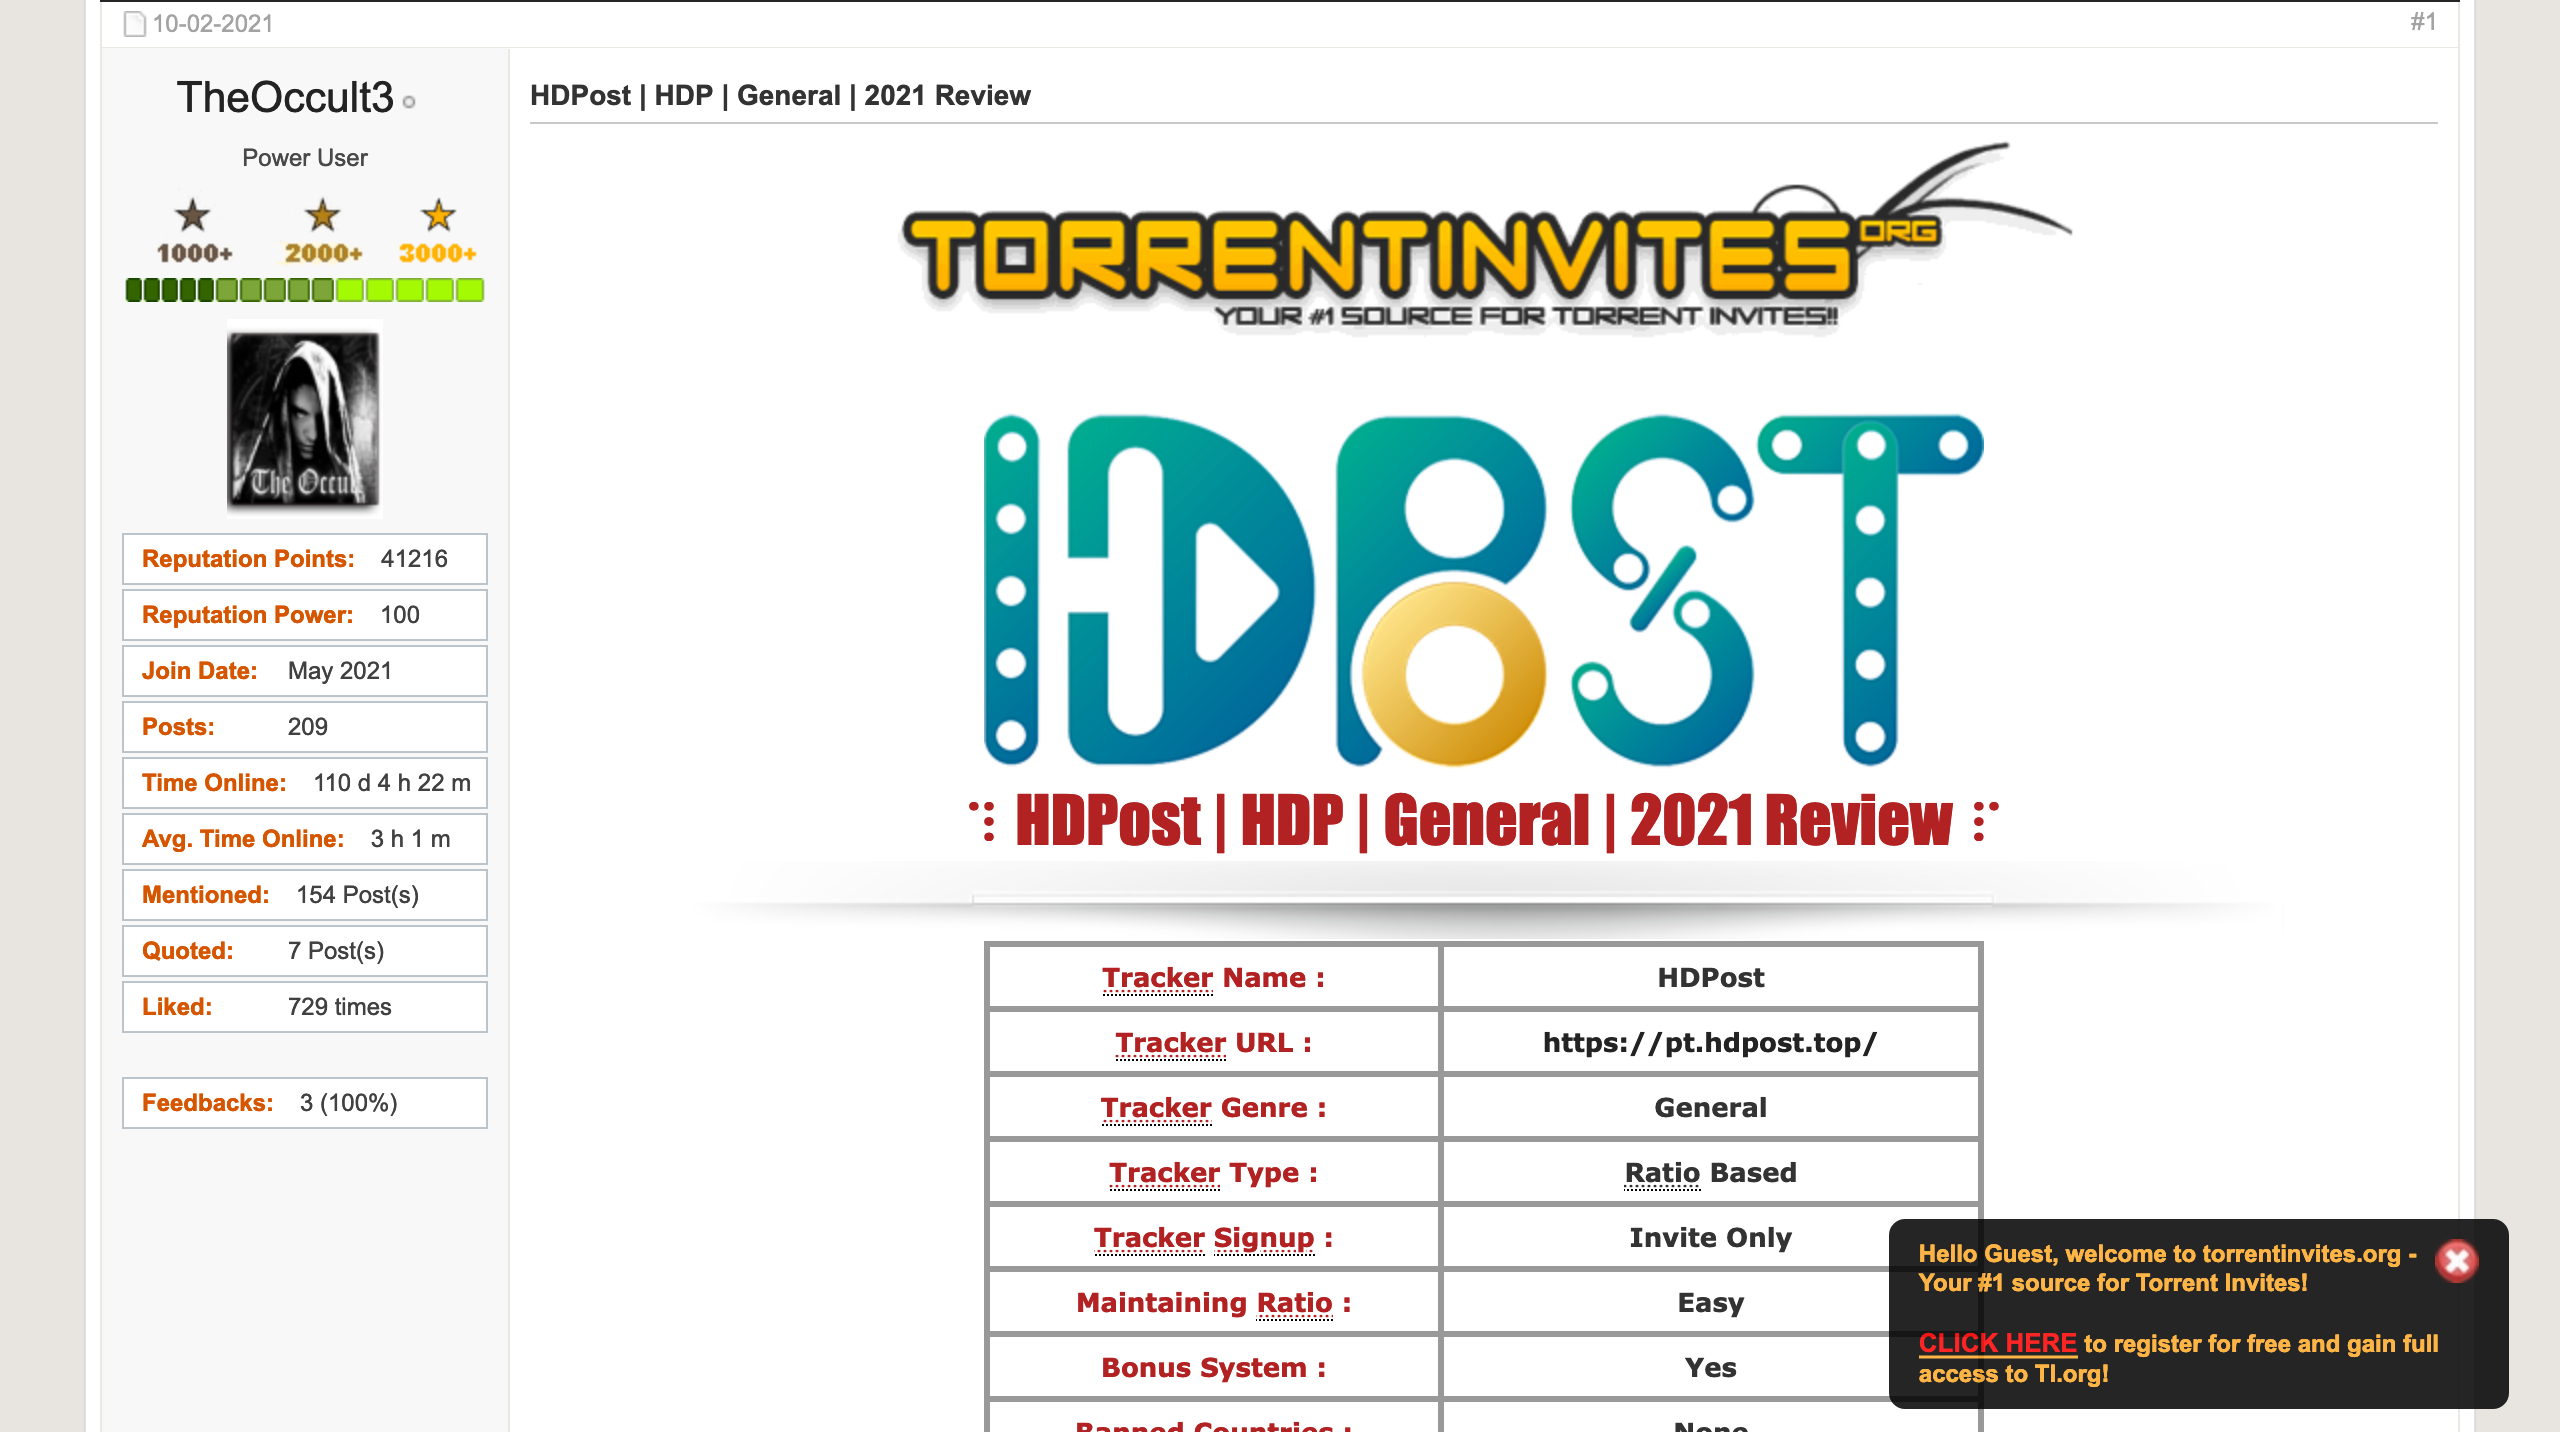 10-02-2021
#1
TheOccult3
Power User
1000+ 2000+ 3000+
The Occult
Reputation Points: 41216
Reputation Power: 100
Join Date: May 2021
Posts: 209
Time Online: 110 d 4 h 22 m
Avg. Time Online: 3 h 1 m
Mentioned: 154 Post(s)
Quoted: 7 Post(s)
Liked: 729 times
Feedbacks: 3 (100%)
HDPost | HDP | General | 2021 Review
TORRENTINVITES ORG
YOUR #1 SOURCE FOR TORRENT INVITES!!
HDPOST
HDPost | HDP | General | 2021 Review
Tracker Name : HDPost
Tracker URL : https://pt.hdpost.top/
Tracker Genre : General
Tracker Type : Ratio Based
Tracker Signup : Invite Only
Maintaining Ratio : Easy
Bonus System : Yes
Banned Countries : None
Hello Guest, welcome to torrentinvites.org -
Your #1 source for Torrent Invites!
CLICK HERE to register for free and gain full
access to TI.org!